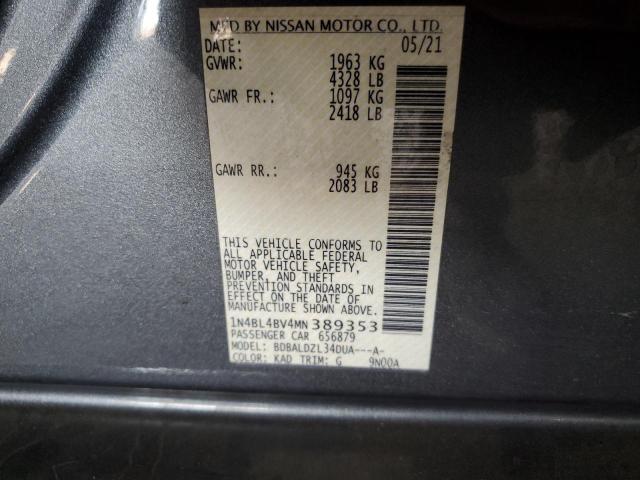 MFD BY NISSAN MOTOR CO., LTD.
DATE: 05/21
GVWR: 1963 KG
4328 LB
GAWR FR.: 1097 KG
2418 LB
GAWR RR.: 945 KG
2083 LB
THIS VEHICLE CONFORMS TO
ALL APPLICABLE FEDERAL
MOTOR VEHICLE SAFETY,
BUMPER, AND THEFT
PREVENTION STANDARDS IN
EFFECT ON THE DATE OF
MANUFACTURE SHOWN ABOVE.
1N4BL4BV4MN389353
PASSENGER CAR 656879
MODEL: BDBALDZL34DUA---A-
COLOR: KAD TRIM: G 9N00A